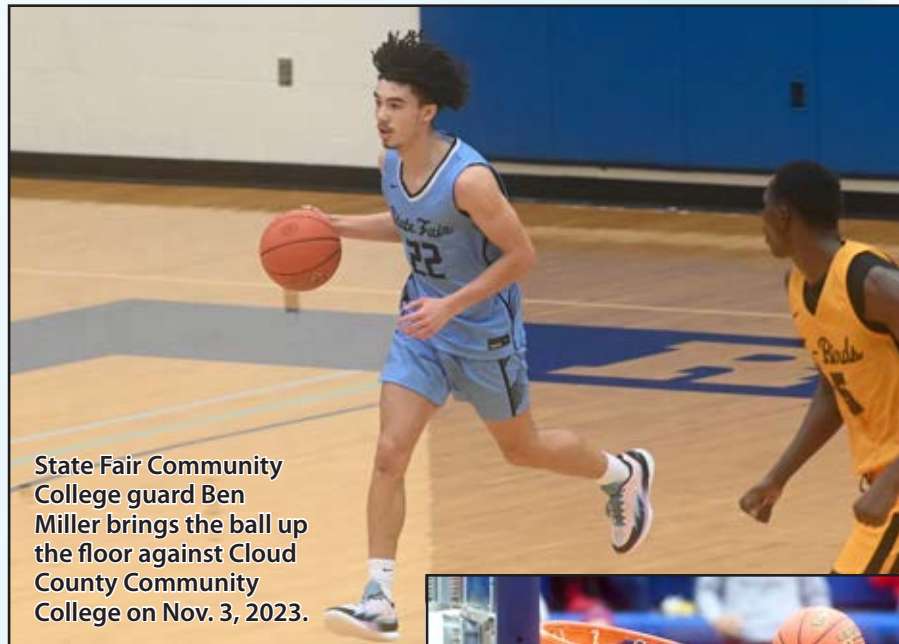 State Fair
22
-Birds
State Fair Community
College guard Ben
Miller brings the ball up
the floor against Cloud
County Community
College on Nov. 3, 2023.